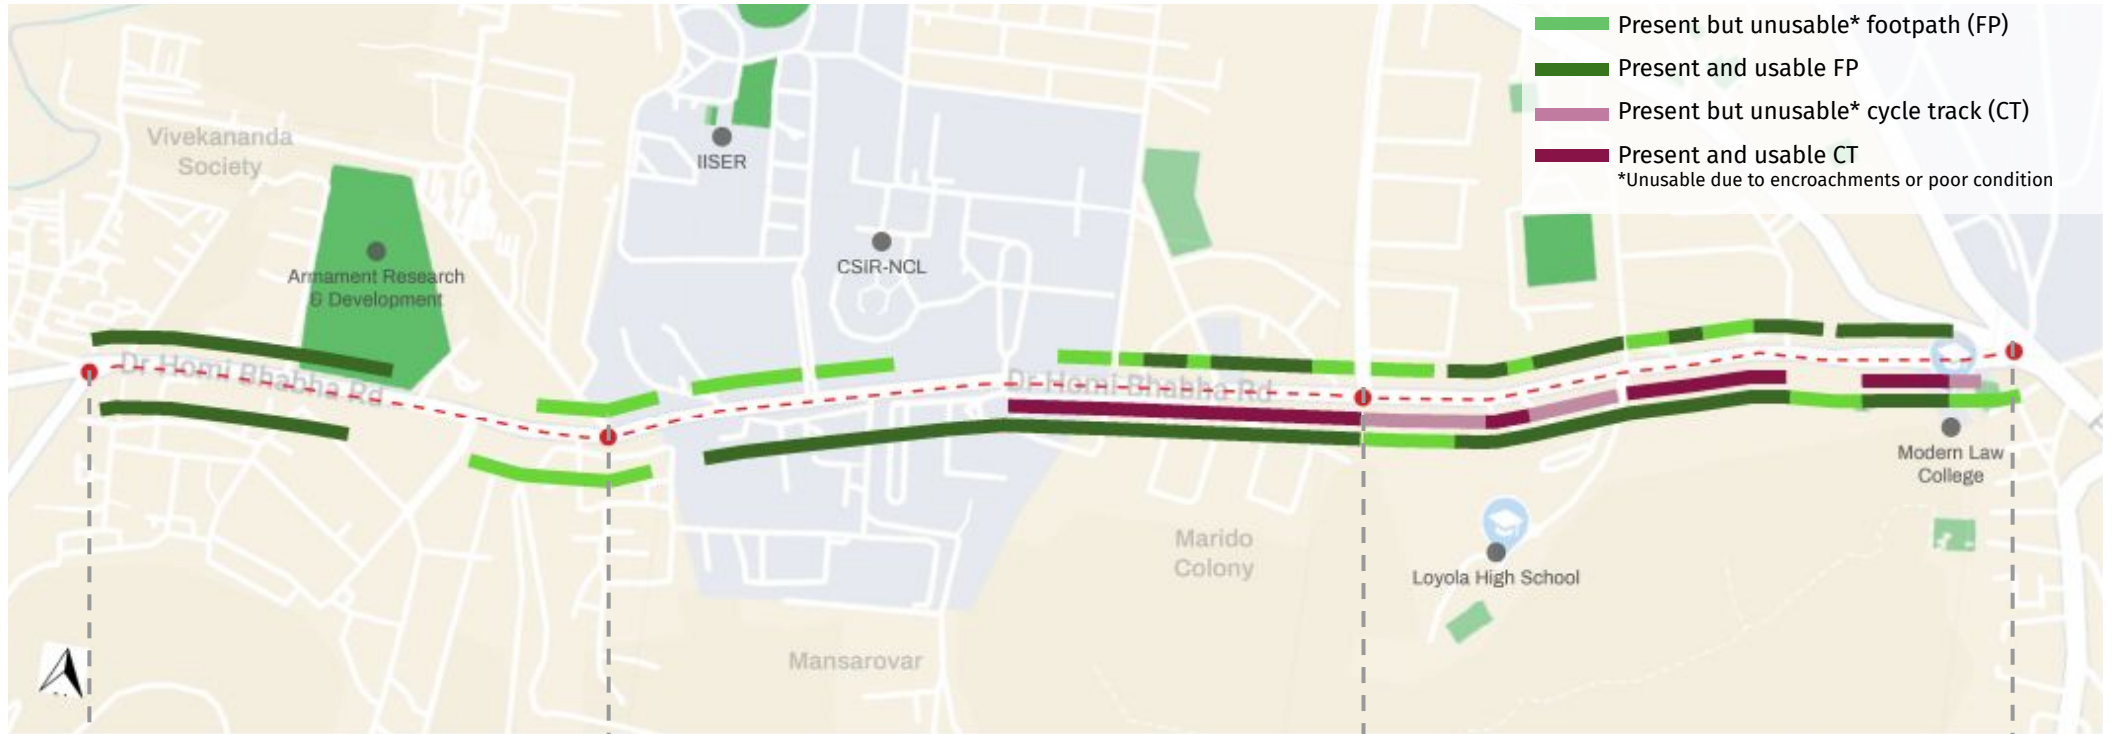 Present but unusable* footpath (FP)
Present and usable FP
Present but unusable* cycle track (CT)
Present and usable CT
*Unusable due to encroachments or poor condition
Vivekananda
Society
IISER
CSIR-NCL
Armament Research
& Development
Dr Homi Bhabha Rd
Dr Homi Bhabha Rd
Modern Law
College
Marido
Colony
Loyola High School
Mansarovar